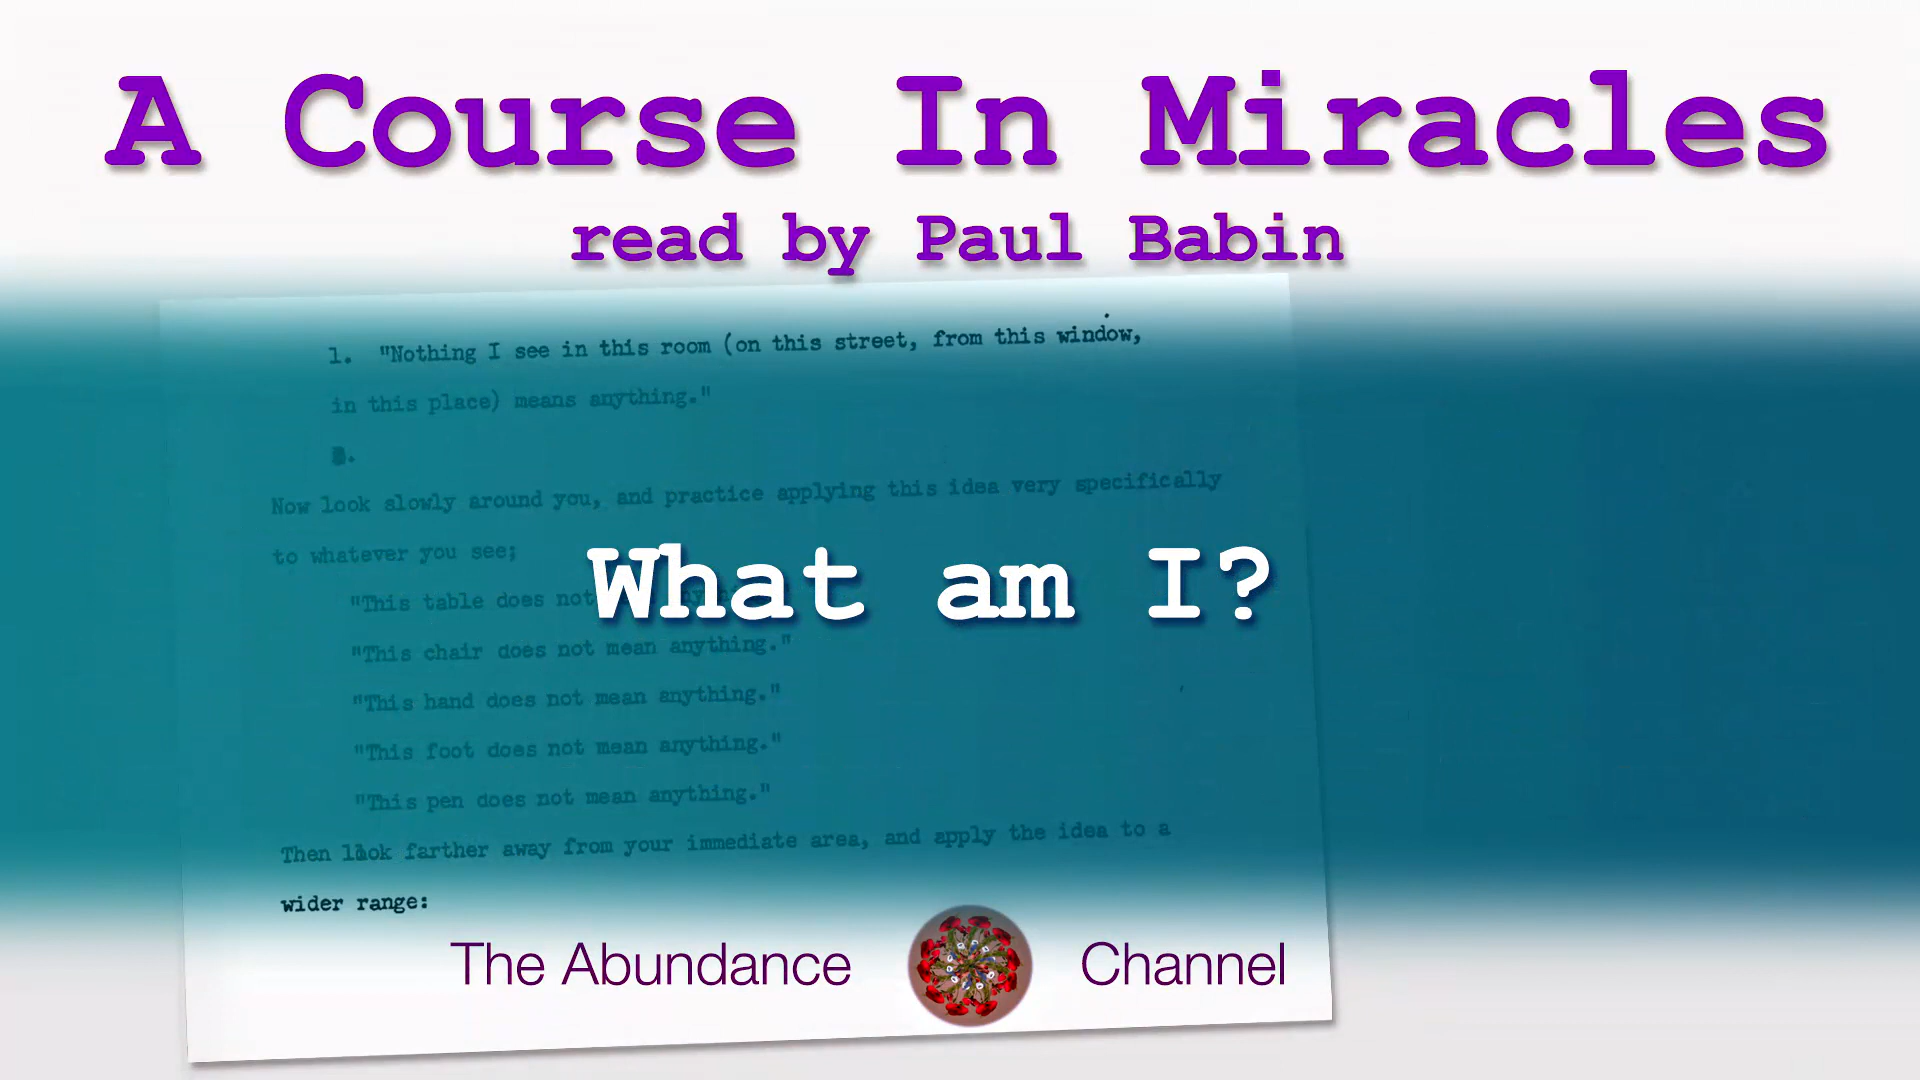 A Course In Miracles
read by Paul Babin
1. "Nothing I see in this room (on this street, from this window,
in this place) means anything."
Now look slowly around you, and practice applying this idea very specifically
to whatever you see;
What am I?
"This table does not
"This chair does not mean anything."
"This hand does not mean anything."
"This foot does not mean anything."
"This pen does not mean anything."
Then look farther away from your immediate area, and apply the idea to a
wider range:
The Abundance Channel